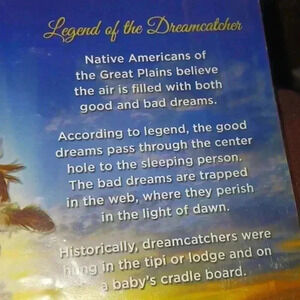 Legend of the Dreamcatcher
Native Americans of
the Great Plains believe
the air is filled with both
good and bad dreams.
According to legend, the good
dreams pass through the center
hole to the sleeping person.
The bad dreams are trapped
in the web, where they perish
in the light of dawn.
Historically, dreamcatchers were
hung in the tipi or lodge and on
a baby's cradle board.